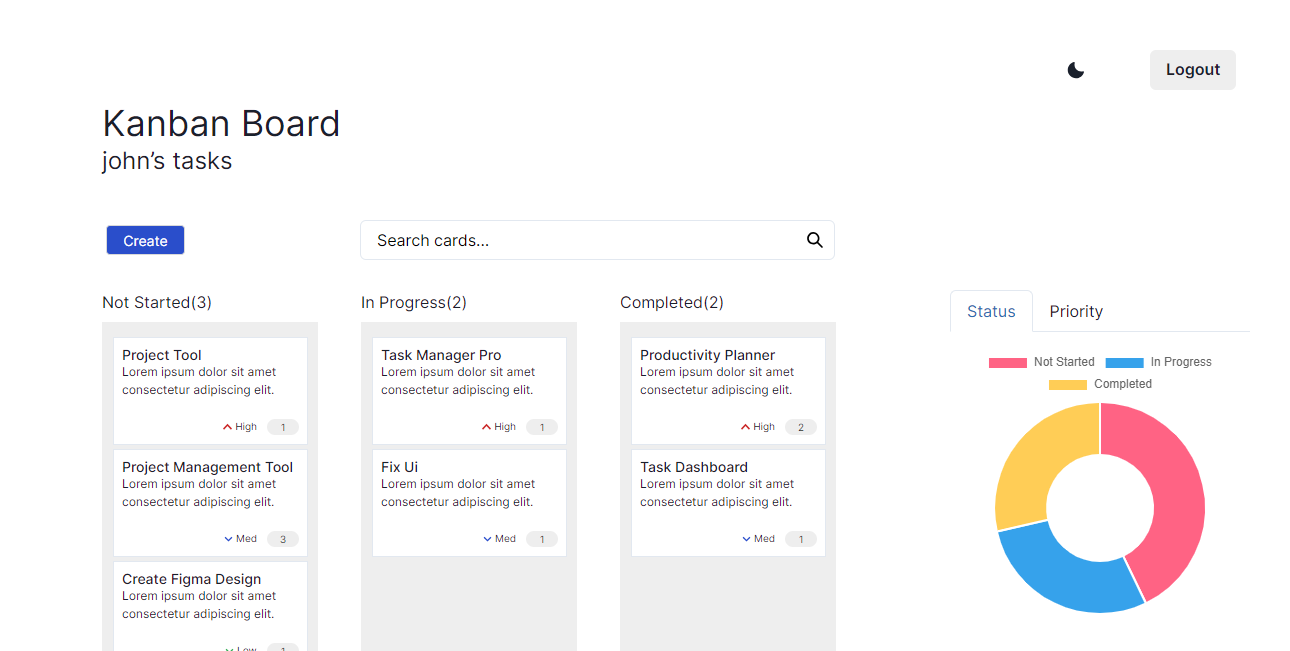 Logout
Kanban Board
john's tasks
Create
Search cards...
Not Started(3)
Project Tool
Lorem ipsum dolor sit amet
consectetur adipiscing elit.
High 1
Project Management Tool
Lorem ipsum dolor sit amet
consectetur adipiscing elit.
Med 3
Create Figma Design
Lorem ipsum dolor sit amet
consectetur adipiscing elit.
Low 1
In Progress(2)
Task Manager Pro
Lorem ipsum dolor sit amet
consectetur adipiscing elit.
High 1
Fix Ui
Lorem ipsum dolor sit amet
consectetur adipiscing elit.
Med 1
Completed(2)
Productivity Planner
Lorem ipsum dolor sit amet
consectetur adipiscing elit.
High 2
Task Dashboard
Lorem ipsum dolor sit amet
consectetur adipiscing elit.
Med 1
Status Priority
Not Started In Progress
Completed